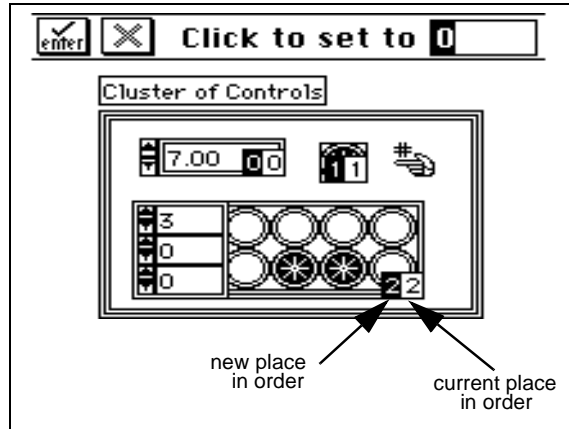 enter Click to set to 0
Cluster of Controls
7.00 0 0 1 1 #
3
0
0 2 2
new place
in order
current place
in order